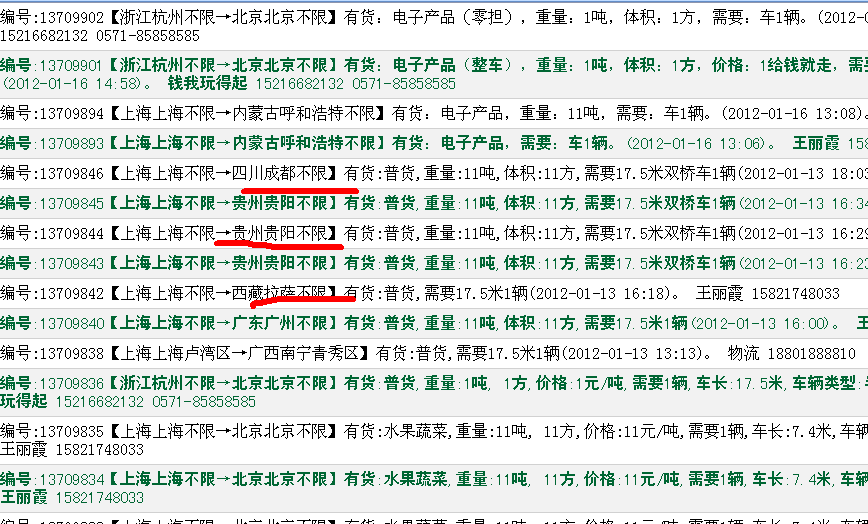 编号:13709902【浙江杭州不限→北京北京不限】有货：电子产品（零担），重量：1吨，体积：1方，需要：车1辆。(2012-0
15216682132 0571-85858585
编号:13709901【浙江杭州不限→北京北京不限】有货：电子产品（整车），重量：1吨，体积：1方，价格：1给钱就走，需要
(2012-01-16 14:58)。 钱我玩得起 15216682132 0571-85858585
编号:13709894【上海上海不限→内蒙古呼和浩特不限】有货：电子产品，重量：11吨，需要：车1辆。(2012-01-16 13:08)。
编号:13709893【上海上海不限→内蒙古呼和浩特不限】有货：电子产品，需要：车1辆。(2012-01-16 13:06)。 王丽霞 158
编号:13709846【上海上海不限→四川成都不限】有货:普货,重量:11吨,体积:11方,需要17.5米双桥车1辆(2012-01-13 18:03
编号:13709845【上海上海不限→贵州贵阳不限】有货:普货,重量:11吨,体积:11方,需要17.5米双桥车1辆(2012-01-13 16:34
编号:13709844【上海上海不限→贵州贵阳不限】有货:普货,重量:11吨,体积:11方,需要17.5米双桥车1辆(2012-01-13 16:29
编号:13709843【上海上海不限→贵州贵阳不限】有货:普货,重量:11吨,体积:11方,需要17.5米双桥车1辆(2012-01-13 16:23
编号:13709842【上海上海不限→西藏拉萨不限】有货:普货,需要17.5米1辆(2012-01-13 16:18)。 王丽霞 15821748033
编号:13709840【上海上海不限→广东广州不限】有货:普货,重量:11吨,体积:11方,需要17.5米1辆(2012-01-13 16:00)。 王
编号:13709838【上海上海卢湾区→广西南宁青秀区】有货:普货,需要17.5米1辆(2012-01-13 13:13)。 物流 18801888810
编号:13709836【浙江杭州不限→北京北京不限】有货:普货,重量:1吨, 1方,价格:1元/吨,需要1辆,车长:17.5米,车辆类型:
玩得起 15216682132 0571-85858585
编号:13709835【上海上海不限→北京北京不限】有货:水果蔬菜,重量:11吨, 11方,价格:11元/吨,需要1辆,车长:7.4米,车辆
王丽霞 15821748033
编号:13709834【上海上海不限→北京北京不限】有货:水果蔬菜,重量:11吨, 11方,价格:11元/吨,需要1辆,车长:7.4米,车辆
王丽霞 15821748033